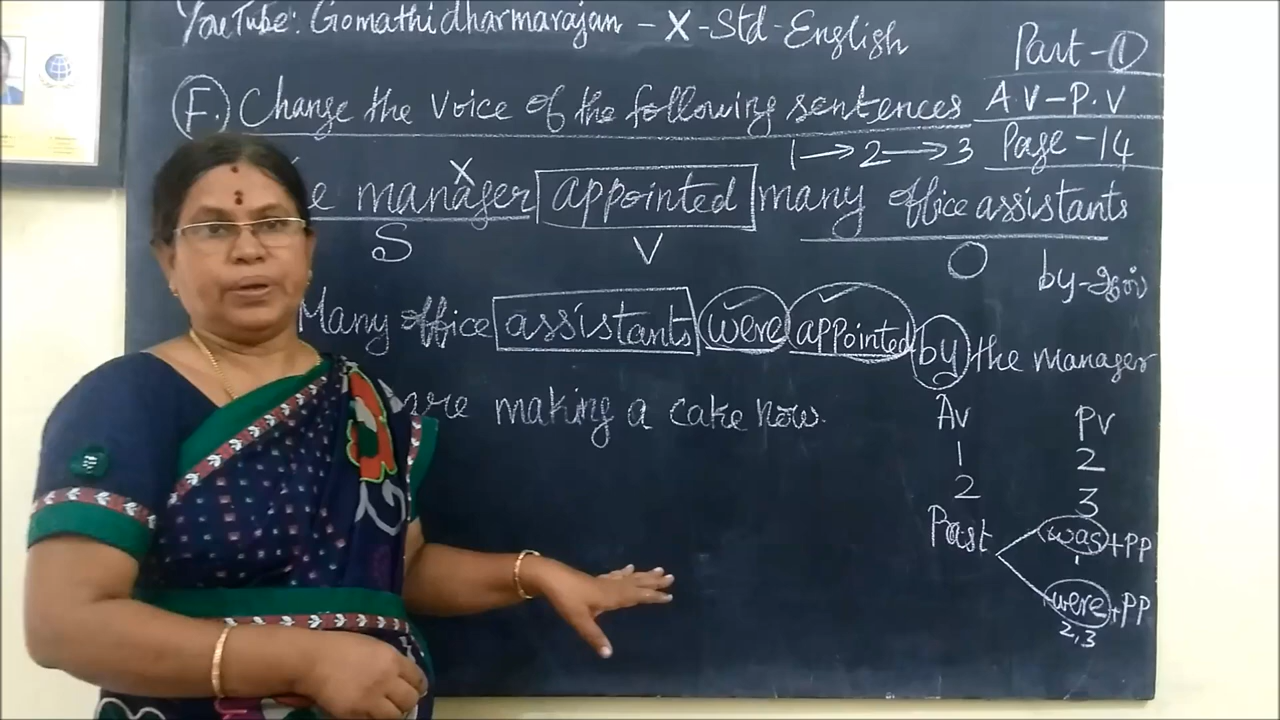 YouTube: Gomathidharmarajan - X - Std - English
Part - ①
(F.) Change the Voice of the following sentences
A.V - P.V
1 → 2 → 3
Page - 14
X
manager appointed many office assistants
S V O
by - ஆல்
Many office assistants were appointed by the manager
are making a cake now.
Av Pv
1 2
2 3
Past was + PP
1
were + PP
2, 3